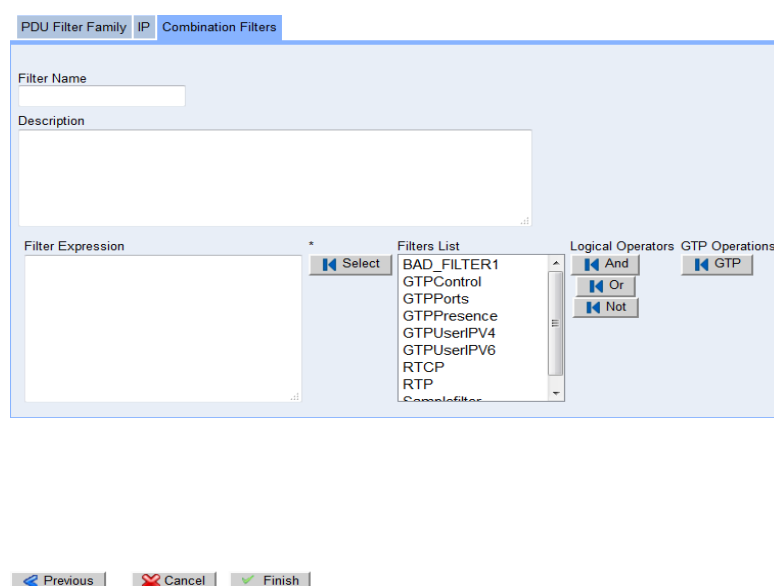 PDU Filter Family IP Combination Filters
Filter Name
Description
Filter Expression * Filters List Logical Operators GTP Operations
Select
BAD_FILTER1
GTPControl
GTPPorts
GTPPresence
GTPUserIPV4
GTPUserIPV6
RTCP
RTP
Samplefilter
And
Or
Not
GTP
Previous Cancel Finish